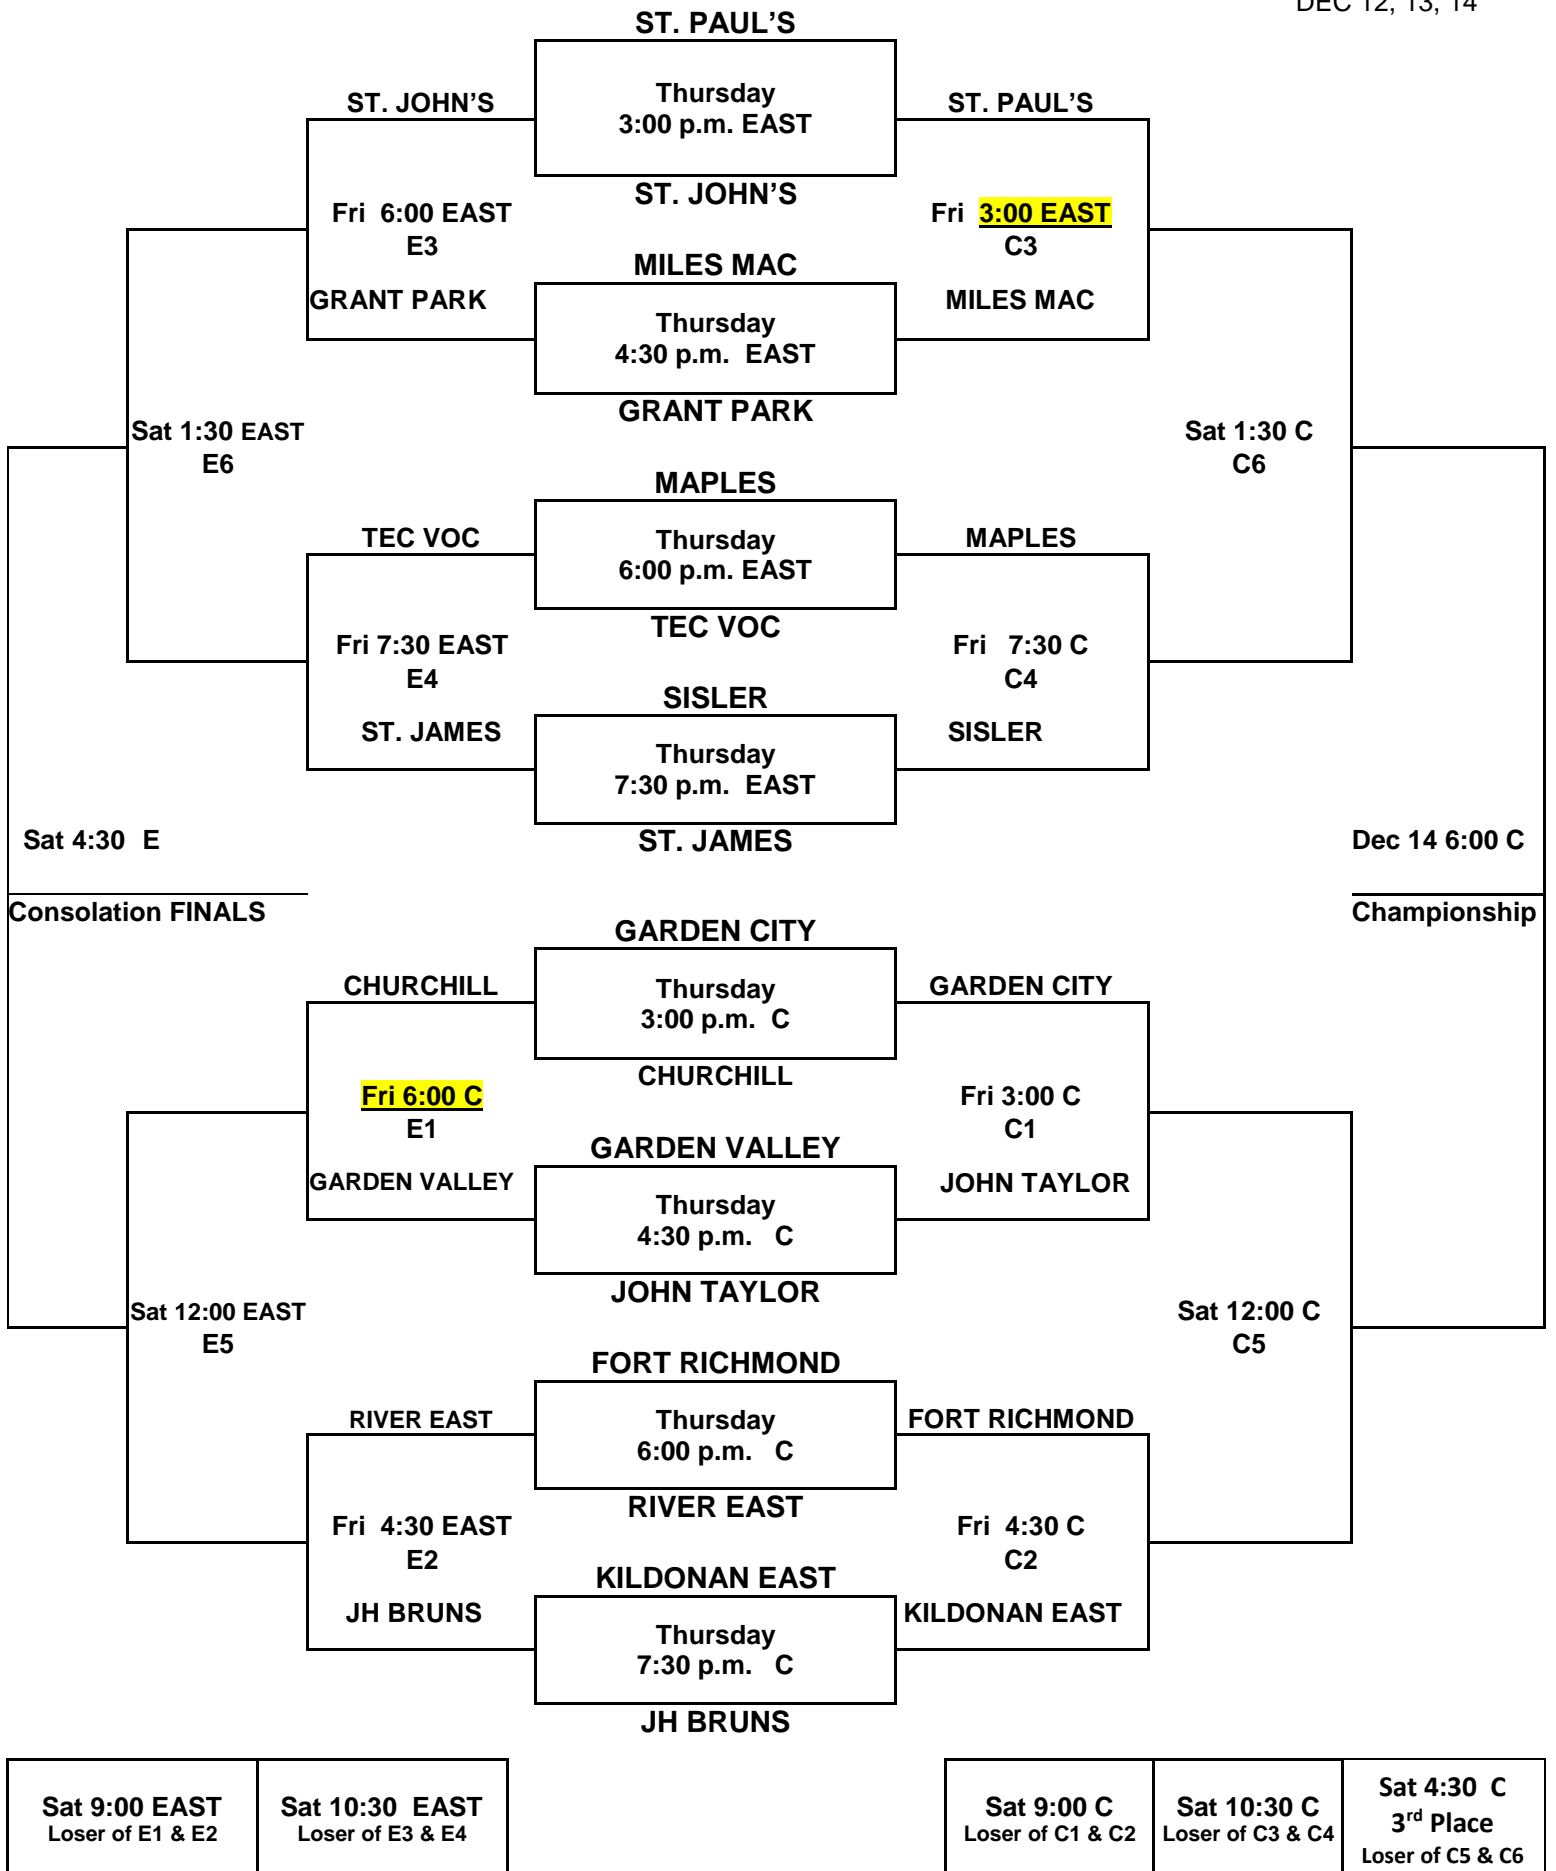 DEC 12, 13, 14
ST. PAUL’S
ST. JOHN’S
Thursday
3:00 p.m. EAST
ST. PAUL’S
ST. JOHN’S
Fri 6:00 EAST
E3
Fri 3:00 EAST
C3
MILES MAC
GRANT PARK
Thursday
4:30 p.m. EAST
MILES MAC
GRANT PARK
Sat 1:30 EAST
E6
Sat 1:30 C
C6
MAPLES
TEC VOC
Thursday
6:00 p.m. EAST
MAPLES
TEC VOC
Fri 7:30 EAST
E4
Fri 7:30 C
C4
SISLER
ST. JAMES
Thursday
7:30 p.m. EAST
SISLER
ST. JAMES
Sat 4:30 E
Dec 14 6:00 C
Consolation FINALS
Championship
GARDEN CITY
CHURCHILL
Thursday
3:00 p.m. C
GARDEN CITY
CHURCHILL
Fri 6:00 C
E1
Fri 3:00 C
C1
GARDEN VALLEY
GARDEN VALLEY
Thursday
4:30 p.m. C
JOHN TAYLOR
JOHN TAYLOR
Sat 12:00 EAST
E5
Sat 12:00 C
C5
FORT RICHMOND
RIVER EAST
Thursday
6:00 p.m. C
FORT RICHMOND
RIVER EAST
Fri 4:30 EAST
E2
Fri 4:30 C
C2
KILDONAN EAST
JH BRUNS
Thursday
7:30 p.m. C
KILDONAN EAST
JH BRUNS
Sat 9:00 EAST
Loser of E1 & E2
Sat 10:30 EAST
Loser of E3 & E4
Sat 9:00 C
Loser of C1 & C2
Sat 10:30 C
Loser of C3 & C4
Sat 4:30 C
3rd Place
Loser of C5 & C6